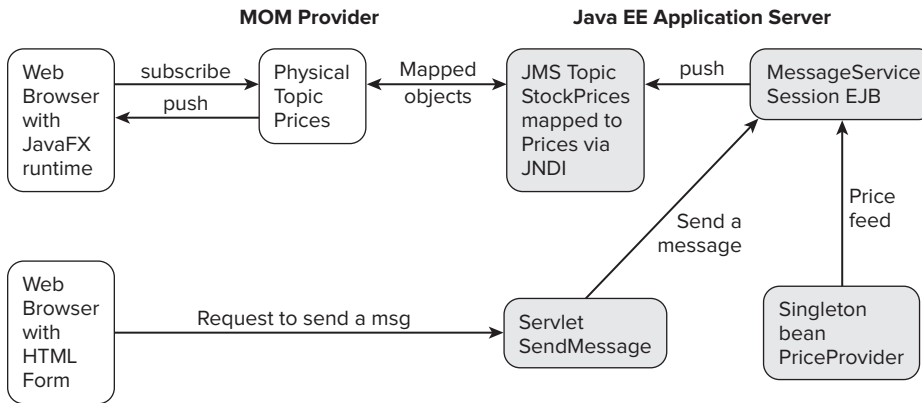 MOM Provider
Java EE Application Server
Web
Browser
with
JavaFX
runtime
subscribe
push
Physical
Topic
Prices
Mapped
objects
JMS Topic
StockPrices
mapped to
Prices via
JNDI
push
MessageService
Session EJB
Send a
message
Price
feed
Web
Browser
with
HTML
Form
Request to send a msg
Servlet
SendMessage
Singleton
bean
PriceProvider